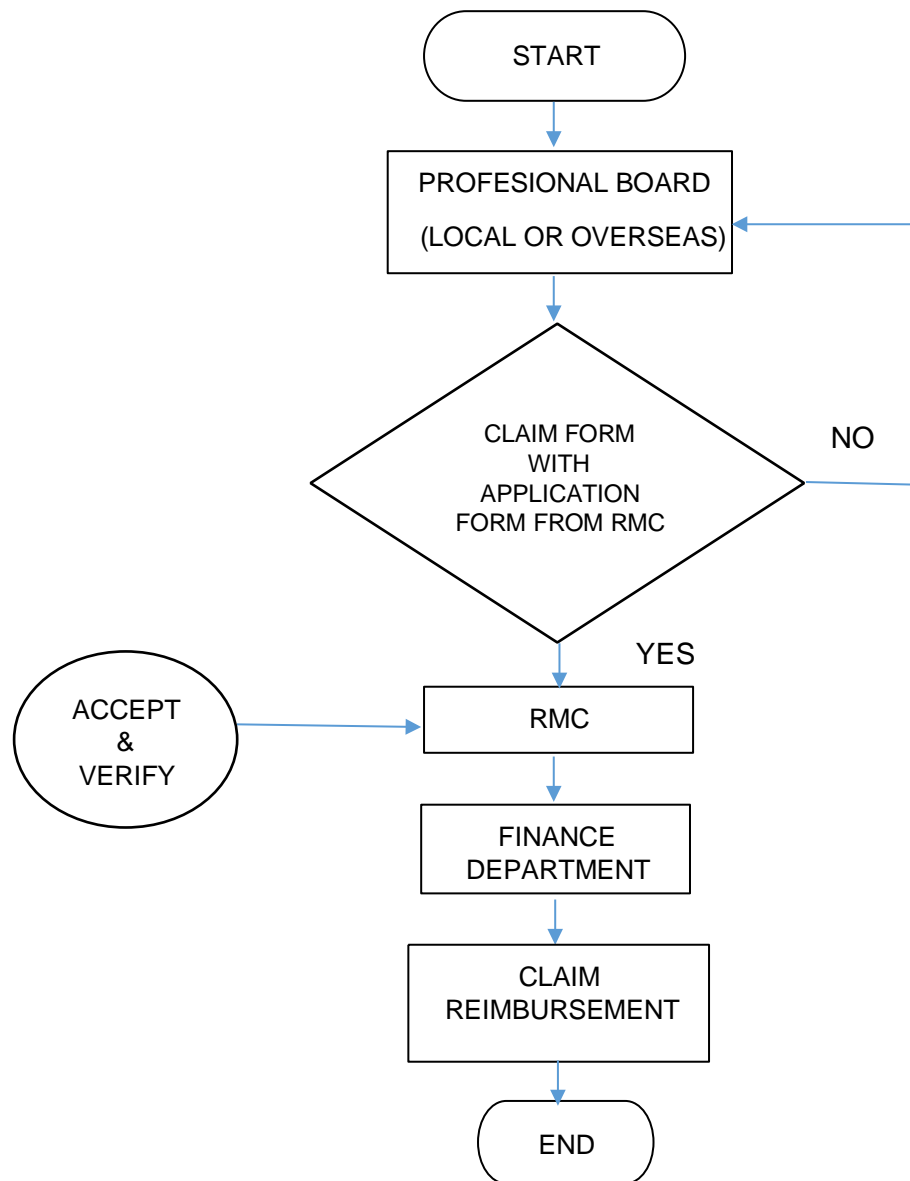 START
PROFESIONAL BOARD
(LOCAL OR OVERSEAS)
CLAIM FORM
WITH
APPLICATION
FORM FROM RMC
NO
YES
ACCEPT
&
VERIFY
RMC
FINANCE
DEPARTMENT
CLAIM
REIMBURSEMENT
END